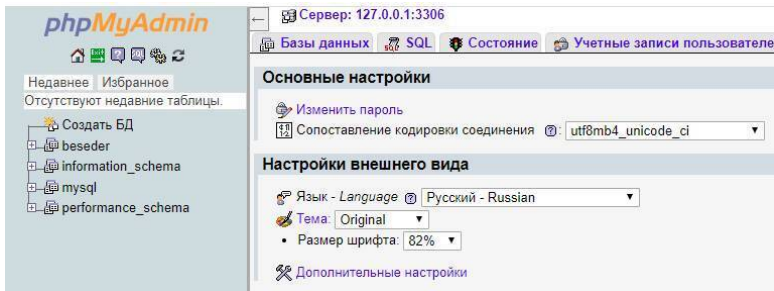 phpMyAdmin
Недавнее Избранное
Отсутствуют недавние таблицы.
Создать БД
beseder
information_schema
mysql
performance_schema
Сервер: 127.0.0.1:3306
Базы данных SQL Состояние Учетные записи пользователе
Основные настройки
Изменить пароль
Сопоставление кодировки соединения : utf8mb4_unicode_ci
Настройки внешнего вида
Язык - Language Русский - Russian
Тема: Original
• Размер шрифта: 82%
Дополнительные настройки